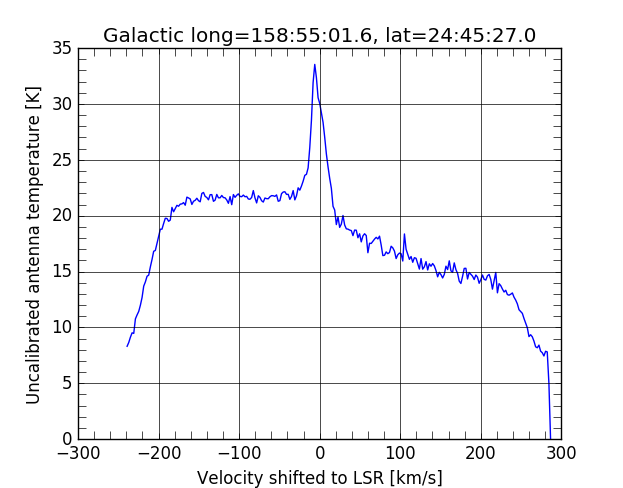 Galactic long=158:55:01.6, lat=24:45:27.0
Uncalibrated antenna temperature [K]
35
30
25
20
15
10
5
0
−300 −200 −100 0 100 200 300
Velocity shifted to LSR [km/s]